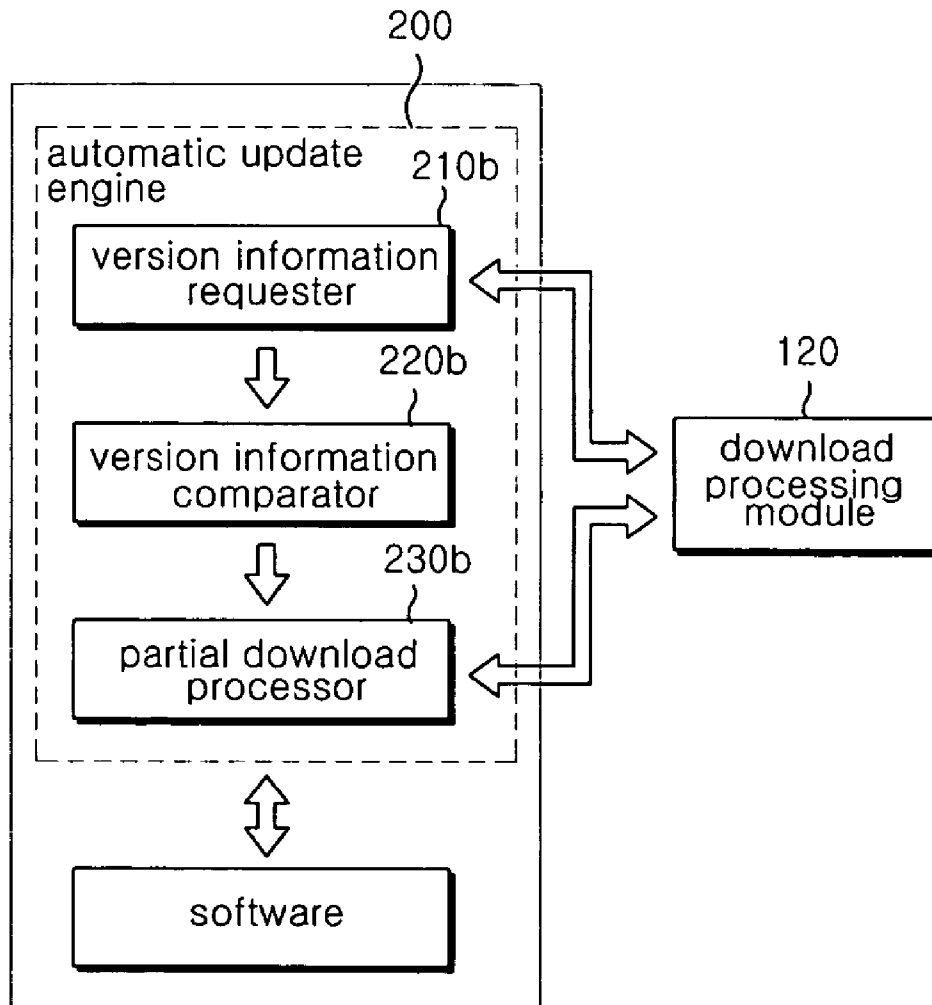 200
automatic update
engine
210b
version information
requester
220b
version information
comparator
230b
partial download
processor
software
120
download
processing
module